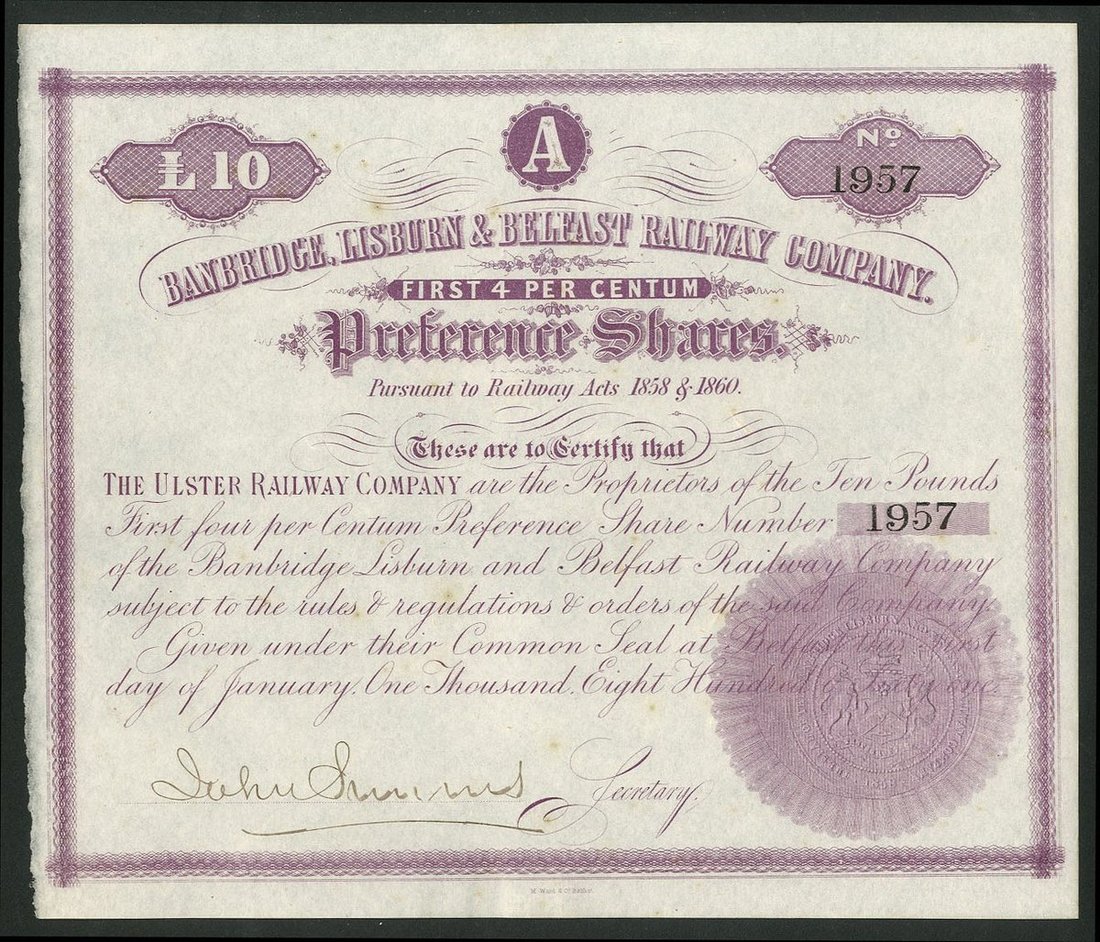 £10
A
No.
1957
BANBRIDGE, LISBURN & BELFAST RAILWAY COMPANY.
FIRST 4 PER CENTUM
Preference Shares,
Pursuant to Railway Acts 1858 & 1860.
These are to Certify that
THE ULSTER RAILWAY COMPANY are the Proprietors of the Ten Pounds
First four per Centum Preference Share Number 1957
of the Banbridge Lisburn and Belfast Railway Company
subject to the rules & regulations & orders of the said Company.
Given under their Common Seal at Belfast this first
day of January. One Thousand. Eight Hundred & Sixty one.
John Secretary.
M. Ward & Co. Belfast.